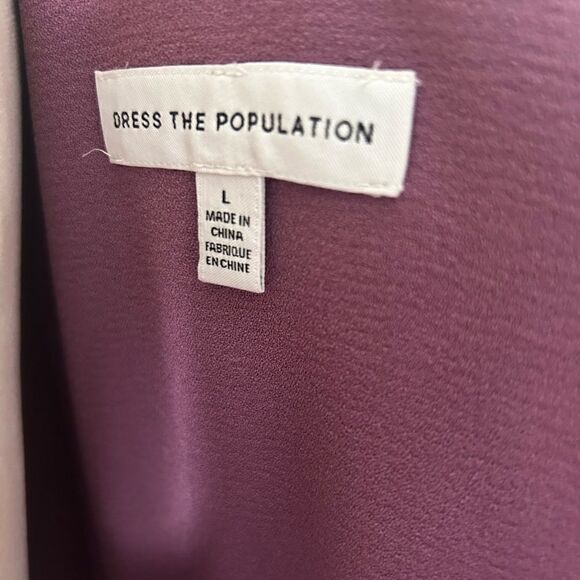 DRESS THE POPULATION
L
MADE IN
CHINA
FABRIQUE
EN CHINE